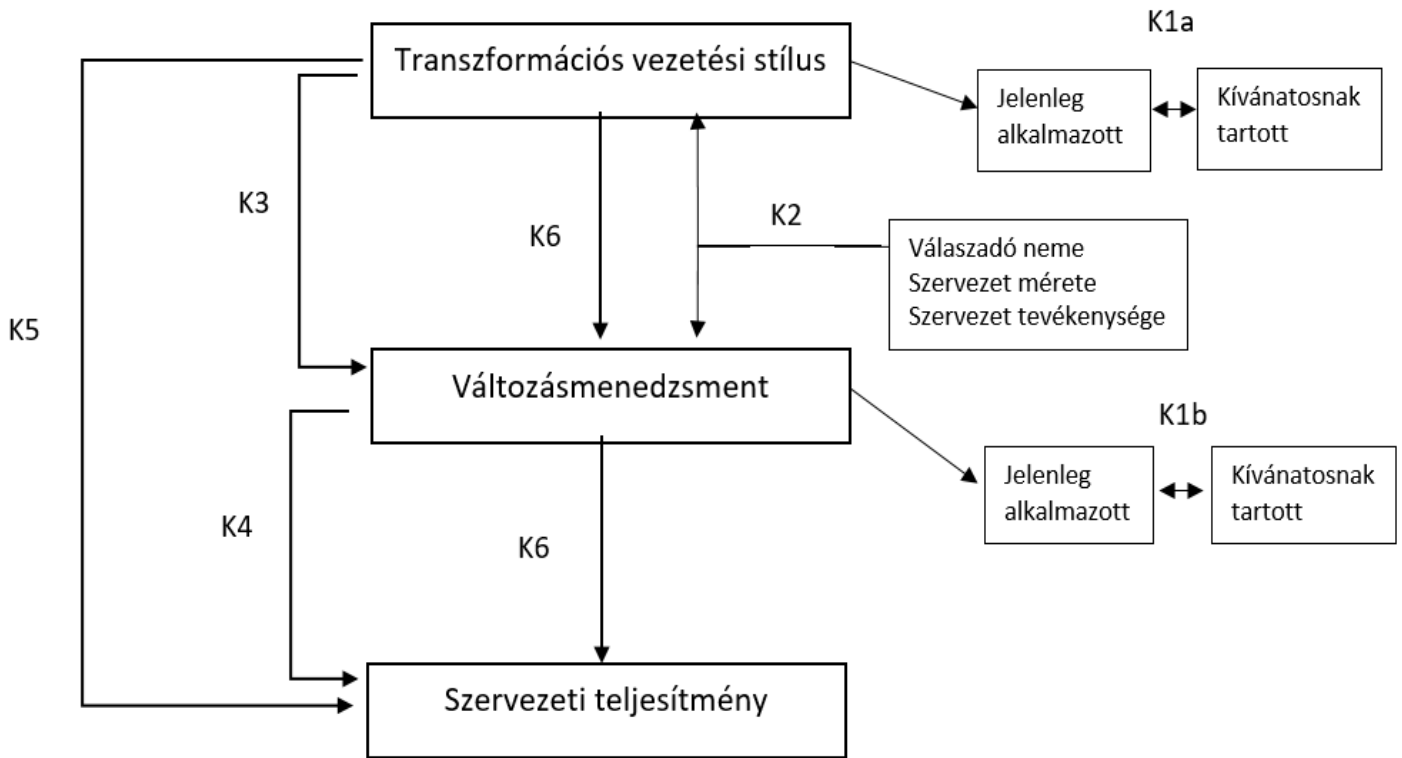 K1a
Transzformációs vezetési stílus
Jelenleg
alkalmazott
Kívánatosnak
tartott
K3
K6
K2
Válaszadó neme
Szervezet mérete
Szervezet tevékenysége
K5
Változásmenedzsment
K1b
Jelenleg
alkalmazott
Kívánatosnak
tartott
K4
K6
Szervezeti teljesítmény